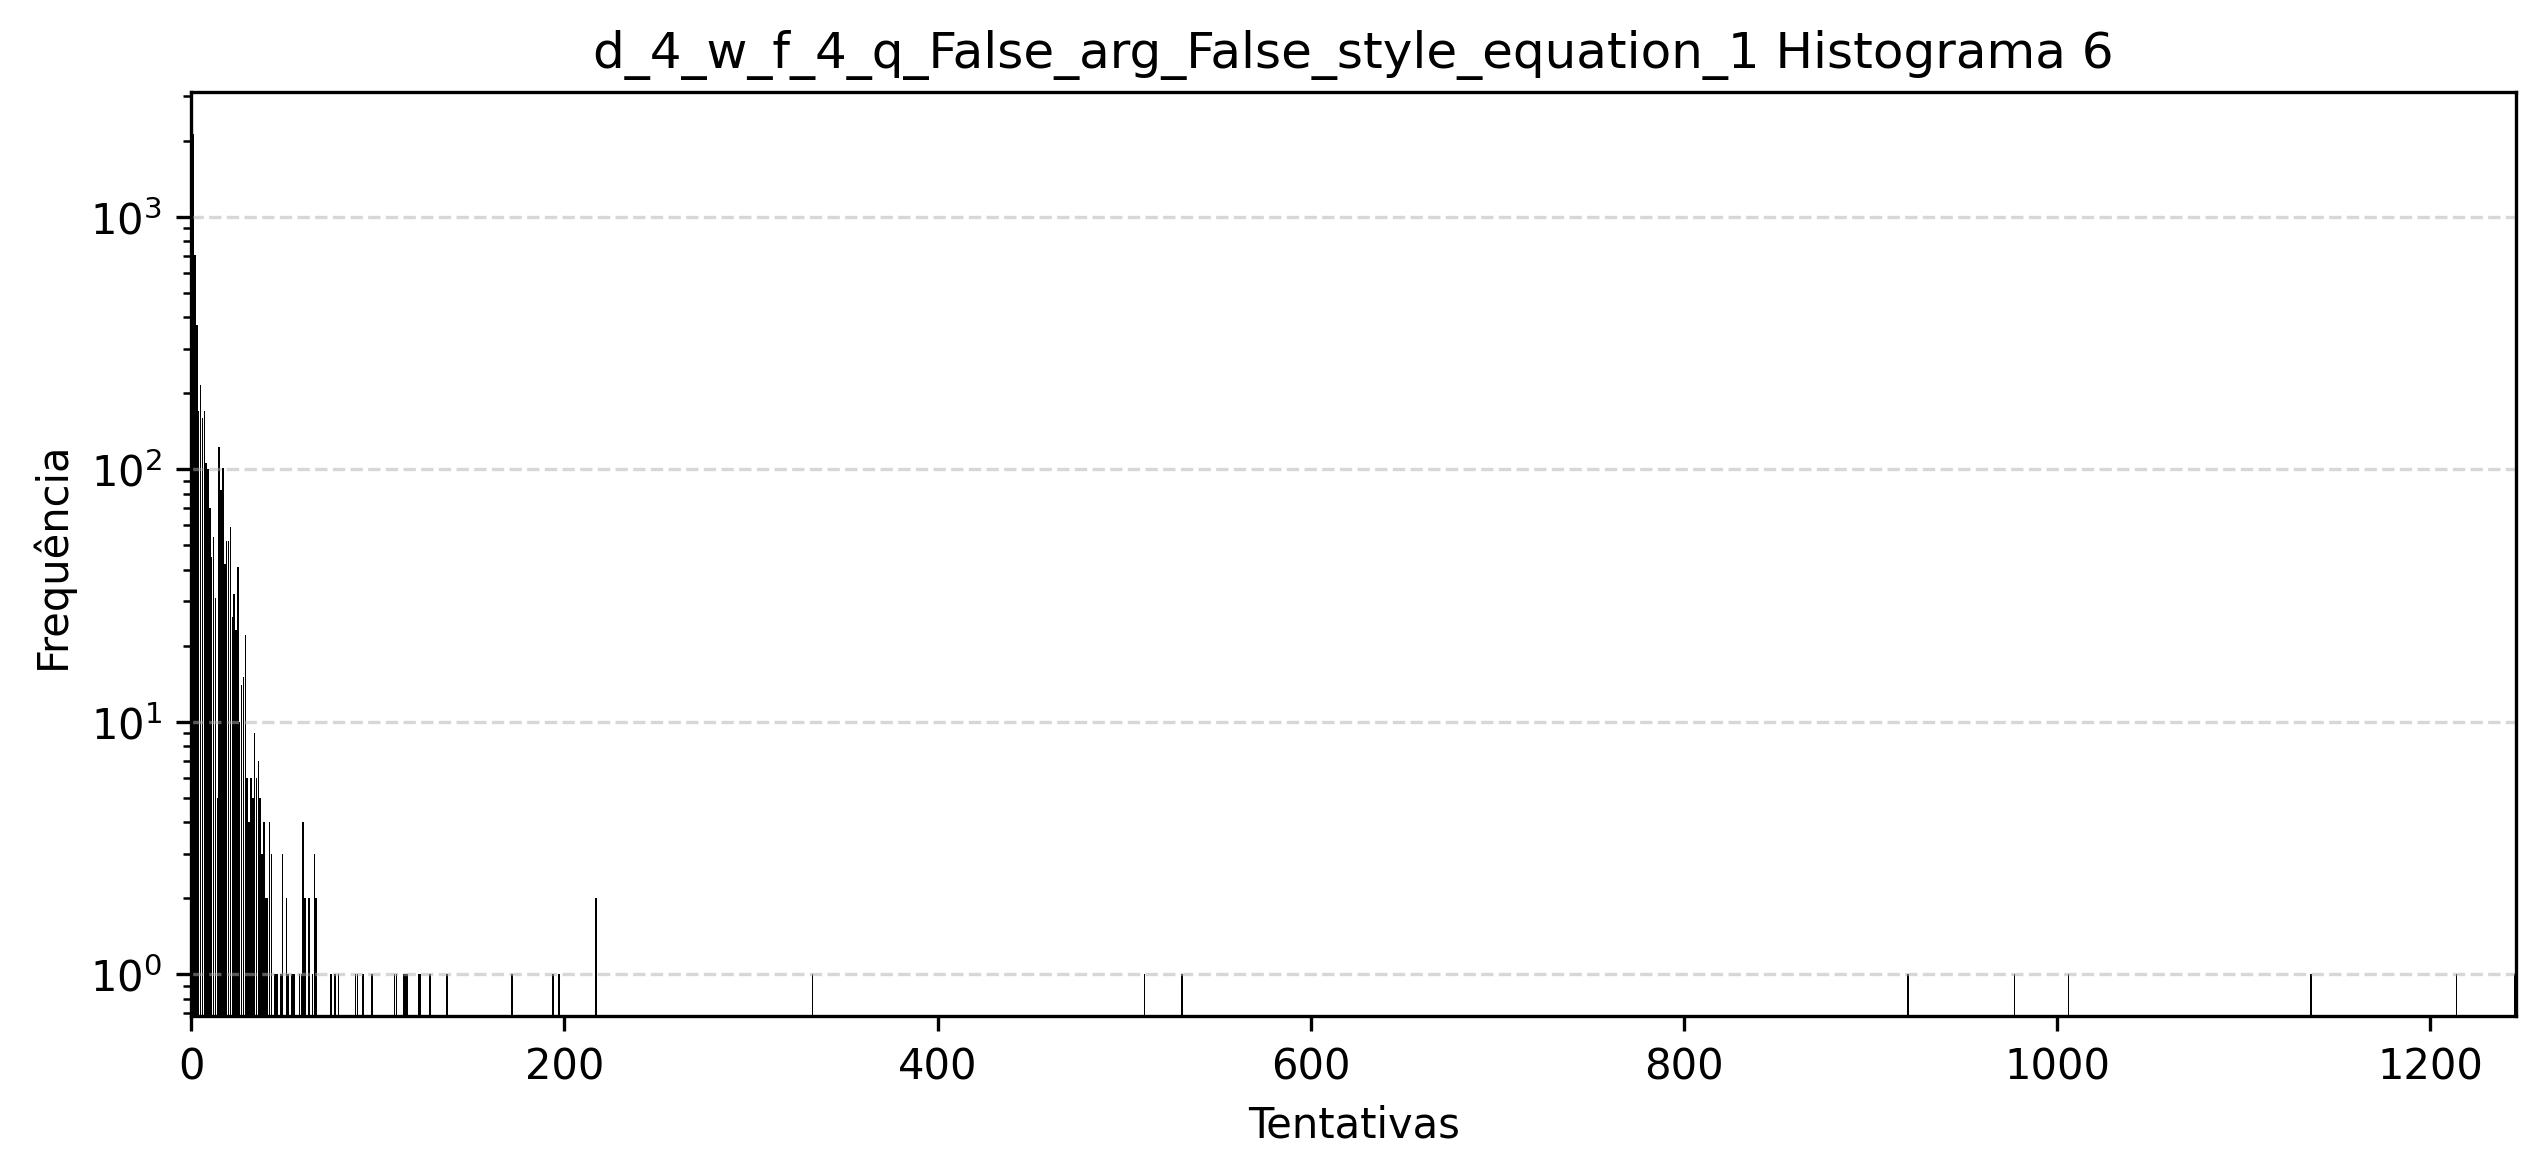 d_4_w_f_4_q_False_arg_False_style_equation_1 Histograma 6
Frequência
10³
10²
10¹
10⁰
0 200 400 600 800 1000 1200
Tentativas